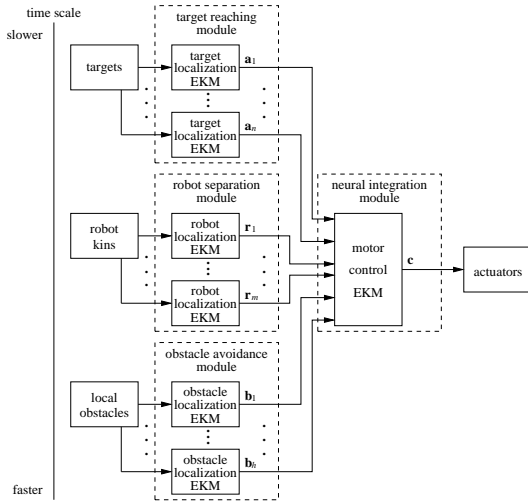 time scale
slower
faster
target reaching
module
targets
target
localization
EKM
a1
target
localization
EKM
an
robot separation
module
robot
kins
robot
localization
EKM
r1
robot
localization
EKM
rm
obstacle avoidance
module
local
obstacles
obstacle
localization
EKM
b1
obstacle
localization
EKM
bh
neural integration
module
motor
control
EKM
c
actuators